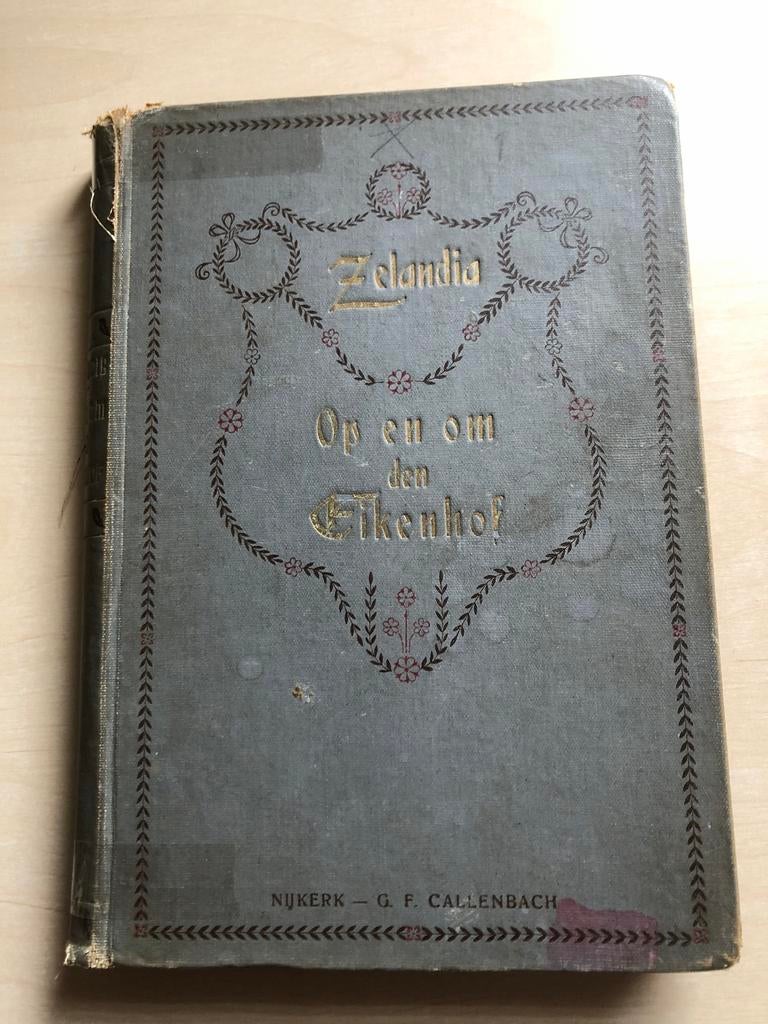 Zelandia
Op en om
den
Eikenhof
NIJKERK — G. F. CALLENBACH